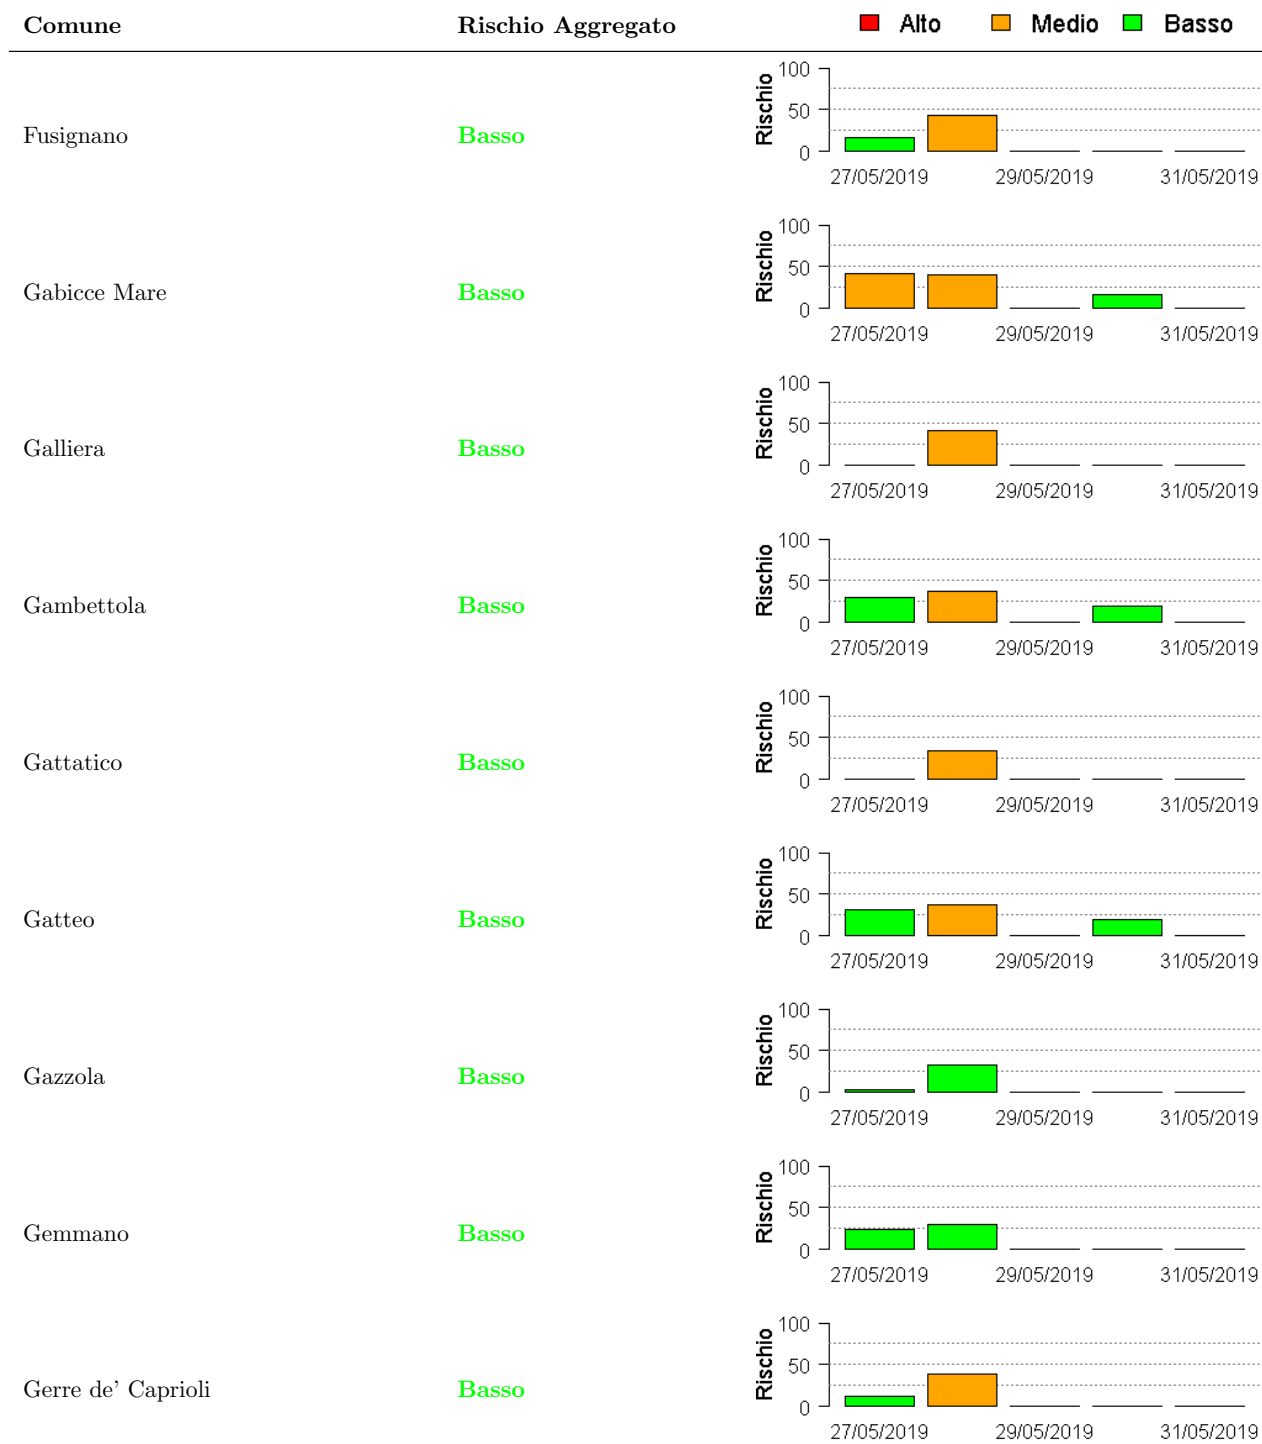 Comune Rischio Aggregato Alto Medio Basso
Fusignano Basso Rischio 100 50 0
27/05/2019 29/05/2019 31/05/2019
Gabicce Mare Basso Rischio 100 50 0
27/05/2019 29/05/2019 31/05/2019
Galliera Basso Rischio 100 50 0
27/05/2019 29/05/2019 31/05/2019
Gambettola Basso Rischio 100 50 0
27/05/2019 29/05/2019 31/05/2019
Gattatico Basso Rischio 100 50 0
27/05/2019 29/05/2019 31/05/2019
Gatteo Basso Rischio 100 50 0
27/05/2019 29/05/2019 31/05/2019
Gazzola Basso Rischio 100 50 0
27/05/2019 29/05/2019 31/05/2019
Gemmano Basso Rischio 100 50 0
27/05/2019 29/05/2019 31/05/2019
Gerre de' Caprioli Basso Rischio 100 50 0
27/05/2019 29/05/2019 31/05/2019